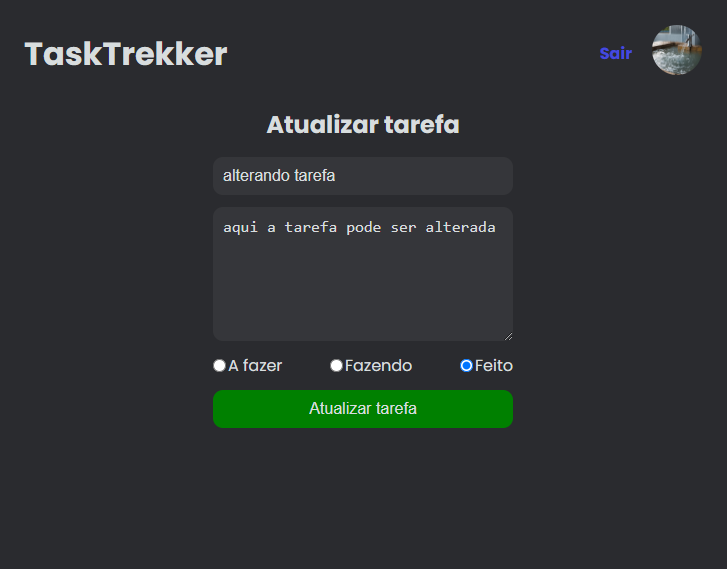 TaskTrekker
Sair
Atualizar tarefa
alterando tarefa
aqui a tarefa pode ser alterada
A fazer
Fazendo
Feito
Atualizar tarefa